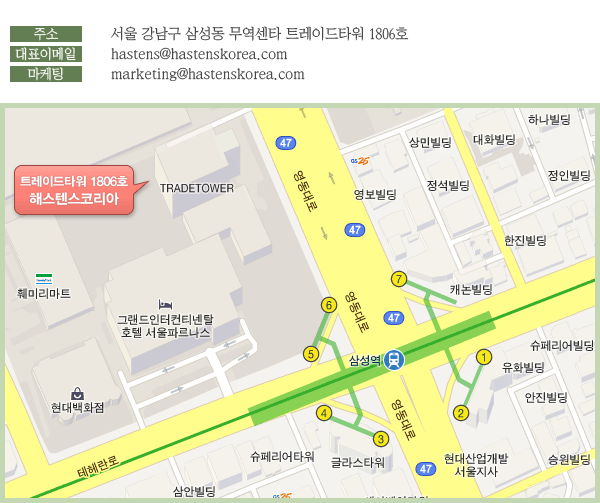 주소 서울 강남구 삼성동 무역센타 트레이드타워 1806호
대표이메일 hastens@hastenskorea.com
마케팅 marketing@hastenskorea.com
하나빌딩
47
상민빌딩
대화빌딩
GS25
영동대로
트레이드타워 1806호
해스텐스코리아
TRADETOWER
영보빌딩
정석빌딩
정인빌딩
47
한진빌딩
훼미리마트
7
캐논빌딩
6
영동대로
47
그랜드인터컨티넨탈
호텔 서울파르나스
5
삼성역
1
슈페리어빌딩
유화빌딩
현대백화점
4
영동대로
2
안진빌딩
3
테헤란로
슈페리어타워
글라스타워
47
현대산업개발
서울지사
승원빌딩
삼안빌딩
GS25